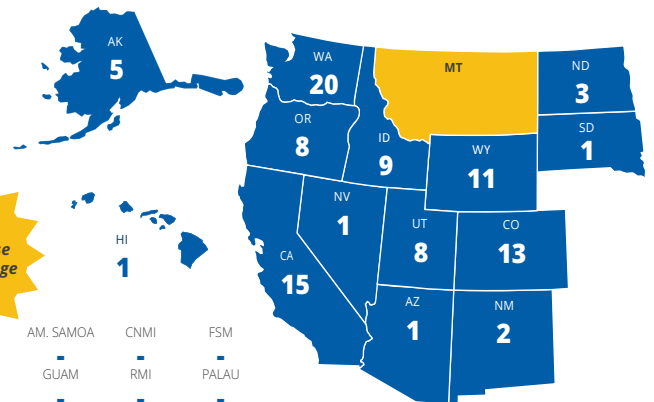 AK
5
WA
20
MT
ND
3
OR
8
ID
9
SD
1
WY
11
NV
1
UT
8
CO
13
HI
1
CA
15
AZ
1
NM
2
AM. SAMOA CNMI FSM
- - -
GUAM RMI PALAU
- - -